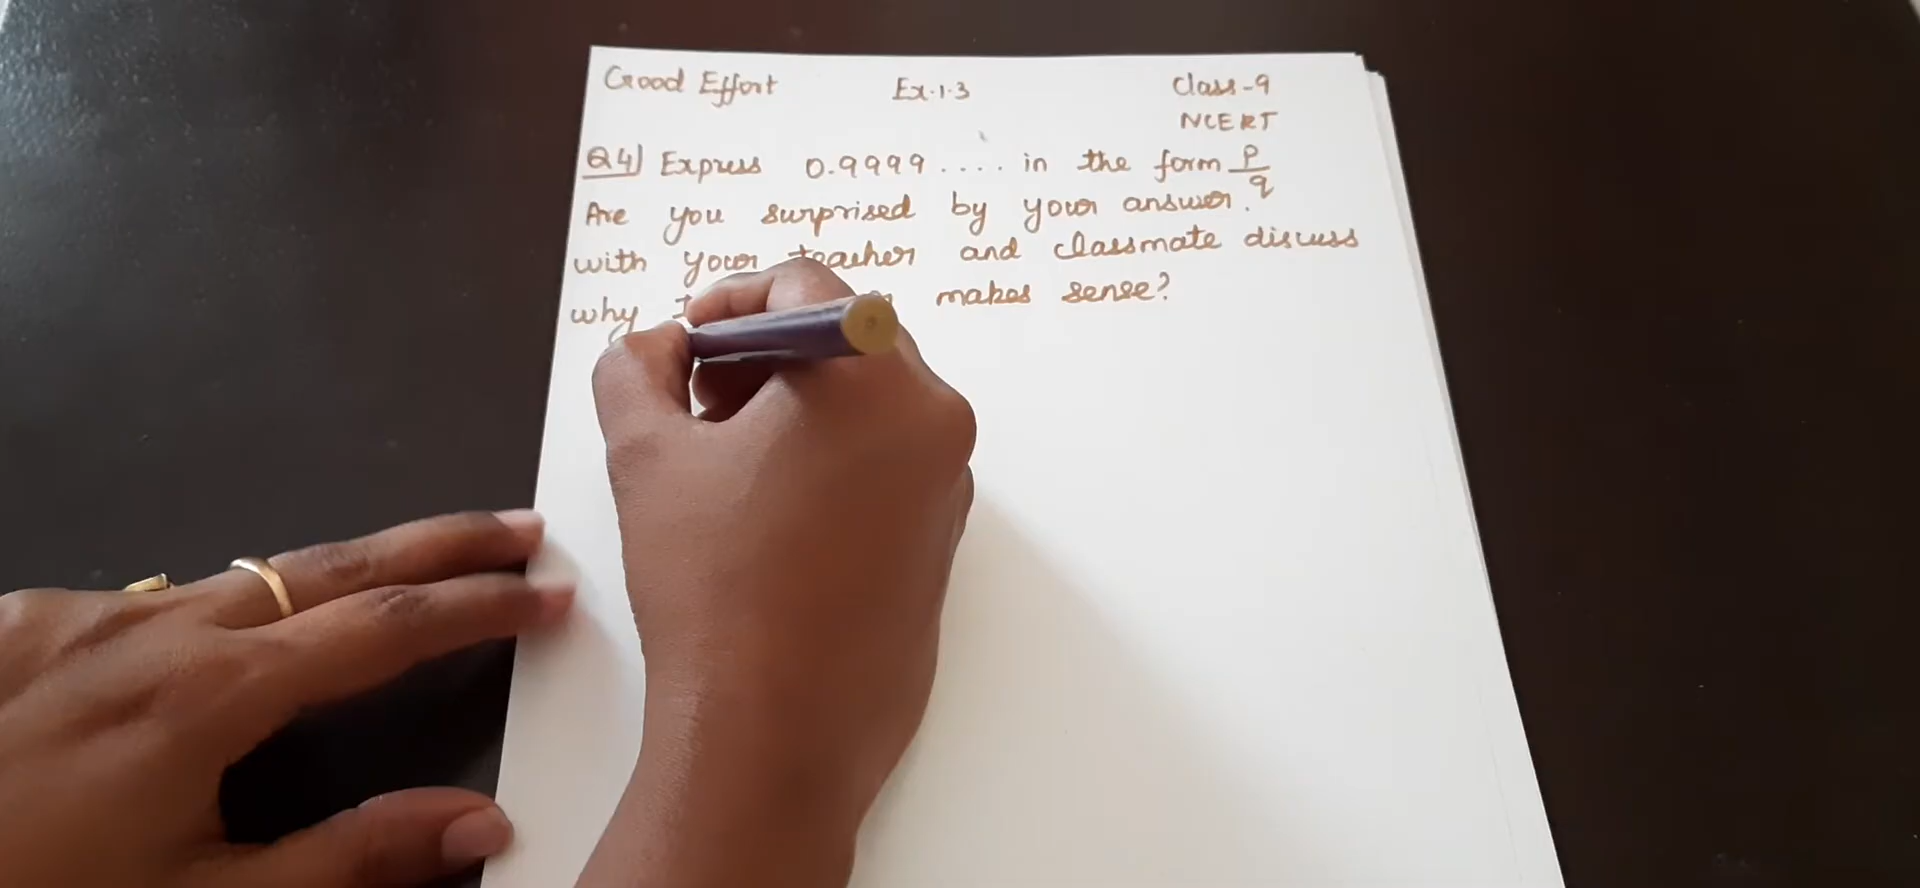 Good Effort Ex.1.3 Class-9
NCERT
Q4) Express 0.9999.... in the form p/q
Are you surprised by your answer.
with your teacher and classmate discuss
why makes sense?